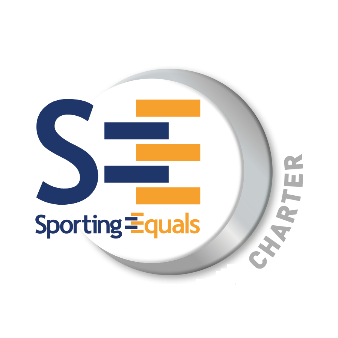 SE
Sporting Equals
CHARTER